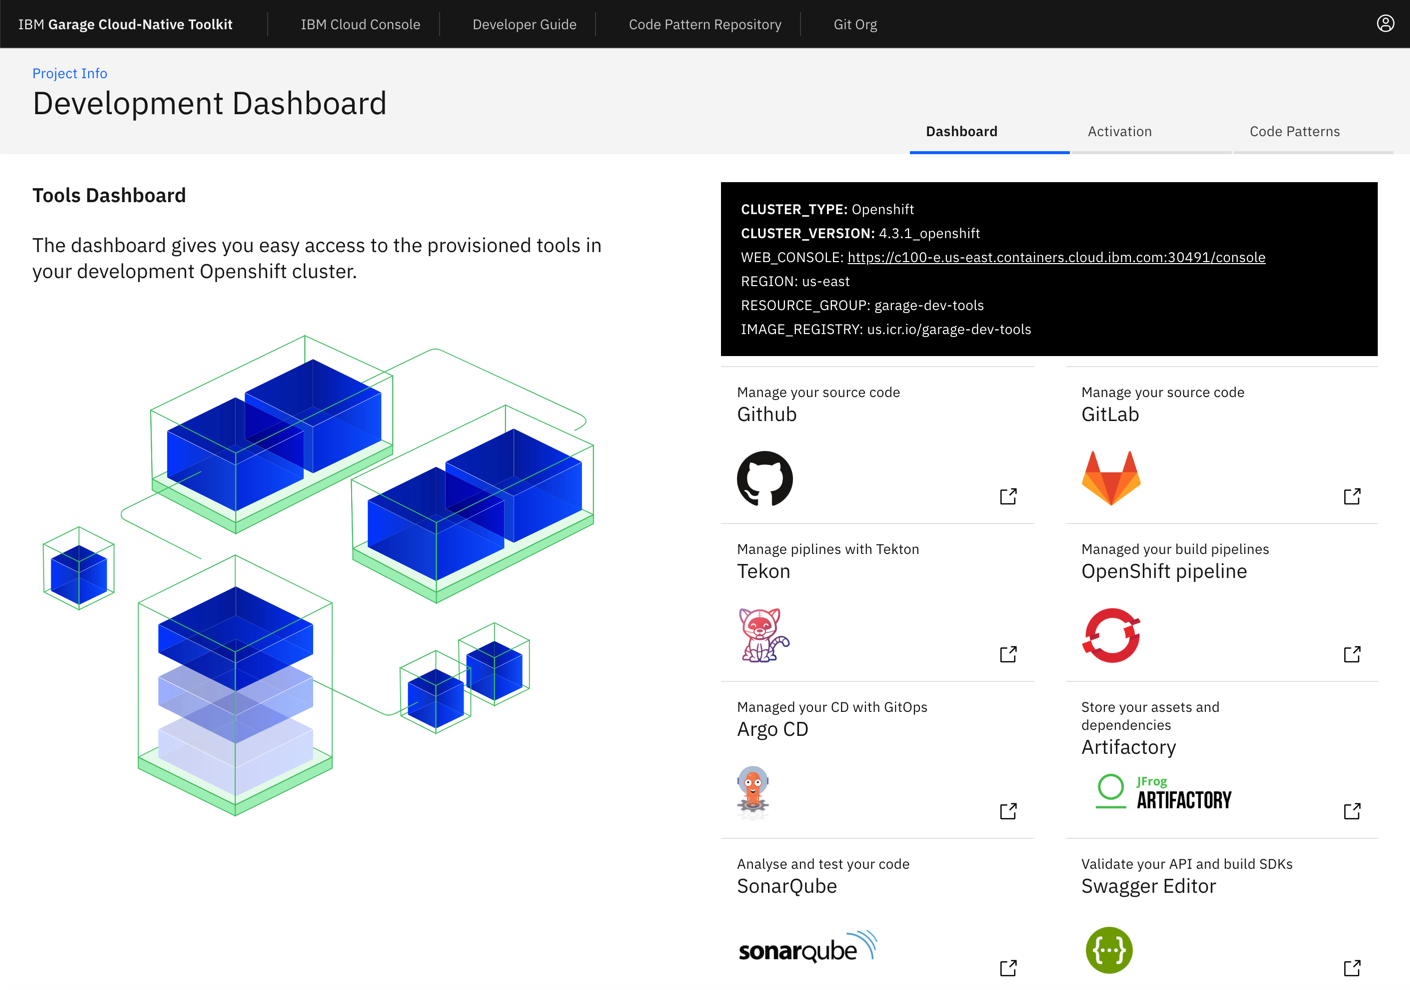 IBM Garage Cloud-Native Toolkit
IBM Cloud Console
Developer Guide
Code Pattern Repository
Git Org
Project Info
Development Dashboard
Dashboard
Activation
Code Patterns
Tools Dashboard
The dashboard gives you easy access to the provisioned tools in
your development Openshift cluster.
CLUSTER_TYPE: Openshift
CLUSTER_VERSION: 4.3.1_openshift
WEB_CONSOLE: https://c100-e.us-east.containers.cloud.ibm.com:30491/console
REGION: us-east
RESOURCE_GROUP: garage-dev-tools
IMAGE_REGISTRY: us.icr.io/garage-dev-tools
Manage your source code
Github
Manage your source code
GitLab
Manage piplines with Tekton
Tekon
Managed your build pipelines
OpenShift pipeline
Managed your CD with GitOps
Argo CD
Store your assets and
dependencies
Artifactory
JFrog
ARTIFACTORY
Analyse and test your code
SonarQube
sonarqube
Validate your API and build SDKs
Swagger Editor
{···}